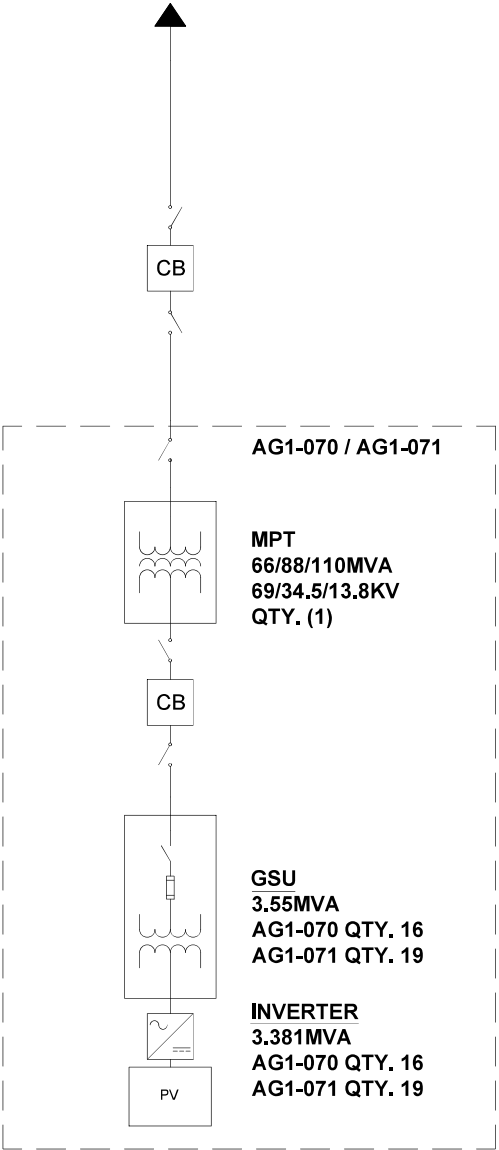 CB
AG1-070 / AG1-071
MPT
66/88/110MVA
69/34.5/13.8KV
QTY. (1)
CB
GSU
3.55MVA
AG1-070 QTY. 16
AG1-071 QTY. 19
INVERTER
3.381MVA
AG1-070 QTY. 16
AG1-071 QTY. 19
PV